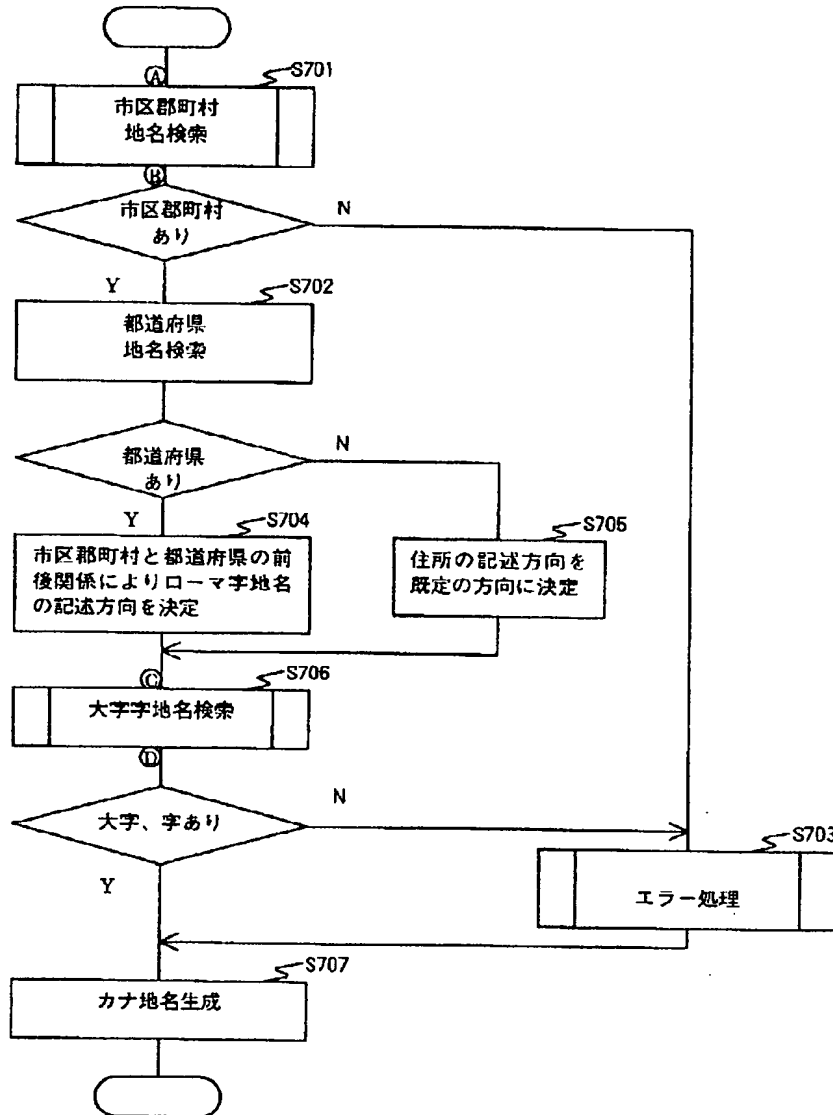 Ⓐ
S701
市区郡町村
地名検索
Ⓑ
市区郡町村
あり
N
Y
S702
都道府県
地名検索
都道府県
あり
N
Y
S704
市区郡町村と都道府県の前
後関係によりローマ字地名
の記述方向を決定
S705
住所の記述方向を
既定の方向に決定
Ⓒ
S706
大字字地名検索
Ⓓ
大字、字あり
N
Y
S703
エラー処理
S707
カナ地名生成